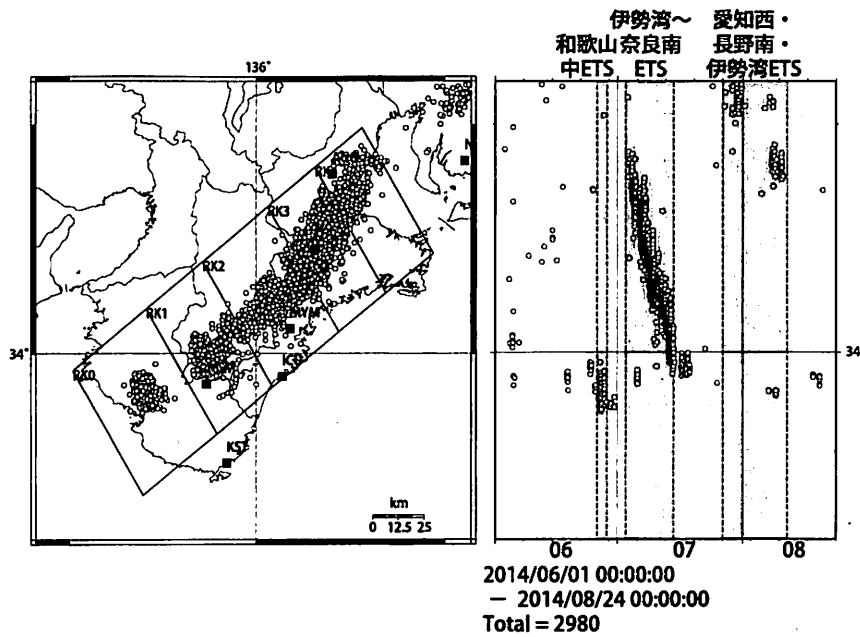 伊勢湾～ 愛知西・
和歌山 奈良南 長野南・
中ETS ETS 伊勢湾ETS
136°
34°
RK3
RK2
RK1
RK0
MYM
KST
km
0 12.5 25
34
06 07 08
2014/06/01 00:00:00
— 2014/08/24 00:00:00
Total = 2980